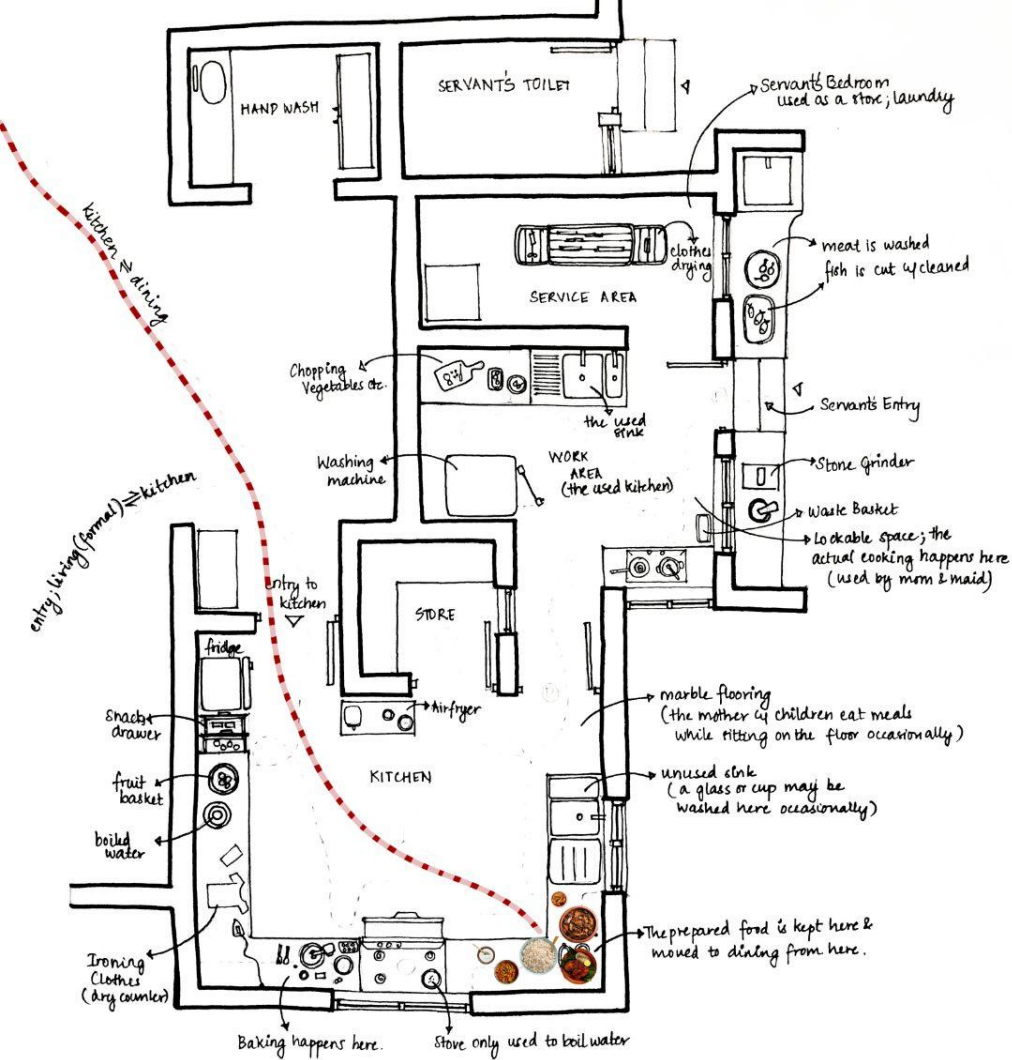 HAND WASH
SERVANT'S TOILET
Servant's Bedroom
used as a store; laundry
kitchen ⇌ dining
clothes
drying
SERVICE AREA
meat is washed
fish is cut w/ cleaned
Chopping
Vegetables etc.
the used
sink
Servant's Entry
Washing
machine
WORK
AREA
(the used kitchen)
Stone Grinder
Waste Basket
Lockable space; the
actual cooking happens here
(used by mom & maid)
entry; living (formal) ⇌ kitchen
entry to
kitchen
STORE
fridge
Snack
drawer
Airfryer
marble flooring
(the mother w/ children eat meals
while sitting on the floor occasionally)
KITCHEN
fruit
basket
unused sink
(a glass or cup may be
washed here occasionally)
boiled
water
Ironing
Clothes
(dry counter)
The prepared food is kept here &
moved to dining from here.
Baking happens here.
Stove only used to boil water